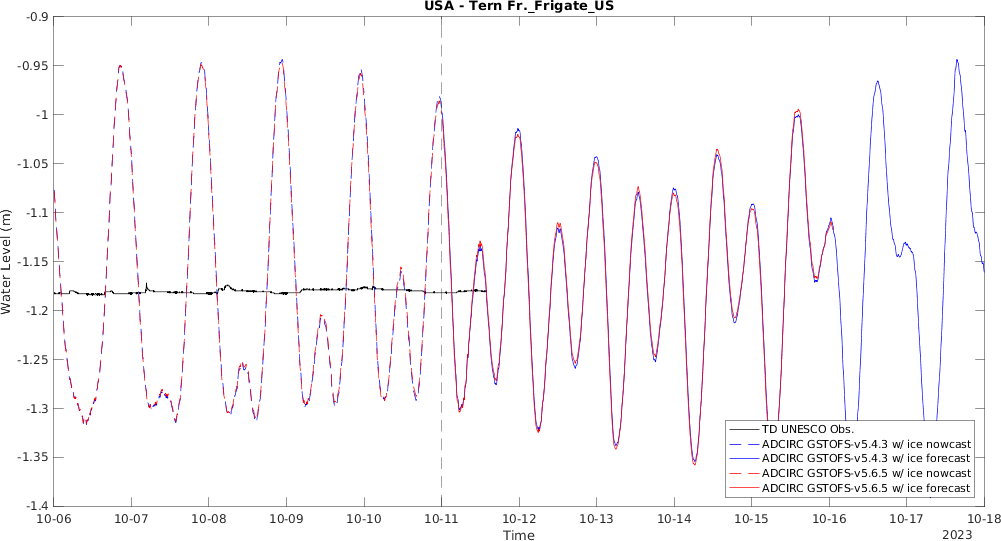 USA - Tern Fr._Frigate_US
-0.9
-0.95
-1
-1.05
-1.1
-1.15
-1.2
-1.25
-1.3
-1.35
-1.4
Water Level (m)
TD UNESCO Obs.
ADCIRC GSTOFS-v5.4.3 w/ ice nowcast
ADCIRC GSTOFS-v5.4.3 w/ ice forecast
ADCIRC GSTOFS-v5.6.5 w/ ice nowcast
ADCIRC GSTOFS-v5.6.5 w/ ice forecast
10-06 10-07 10-08 10-09 10-10 10-11 10-12 10-13 10-14 10-15 10-16 10-17 10-18
Time
2023